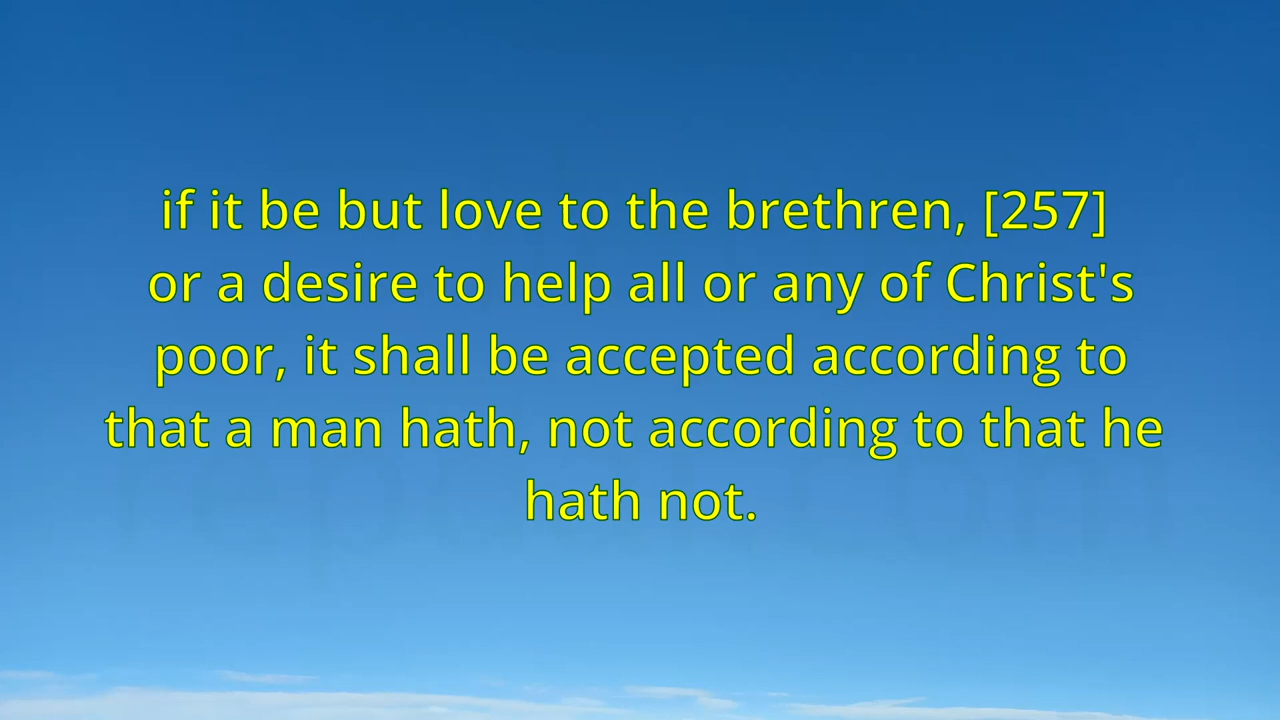 if it be but love to the brethren, [257]
or a desire to help all or any of Christ's
poor, it shall be accepted according to
that a man hath, not according to that he
hath not.